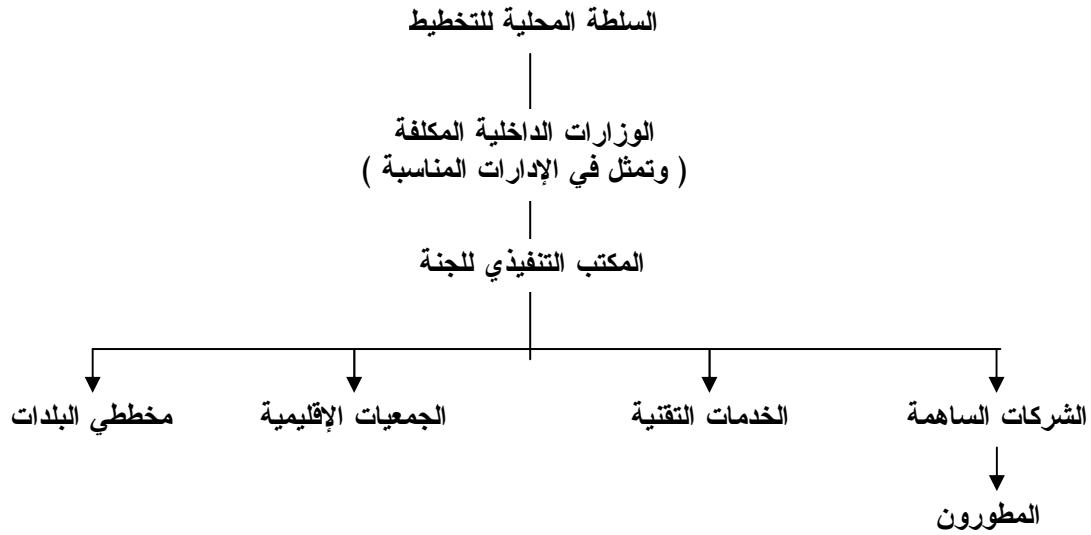 السلطة المحلية للتخطيط
الوزارات الداخلية المكلفة
( وتمثل في الإدارات المناسبة )
المكتب التنفيذي للجنة
الشركات الساهمة
الخدمات التقنية
الجمعيات الإقليمية
مخططي البلدات
المطورون